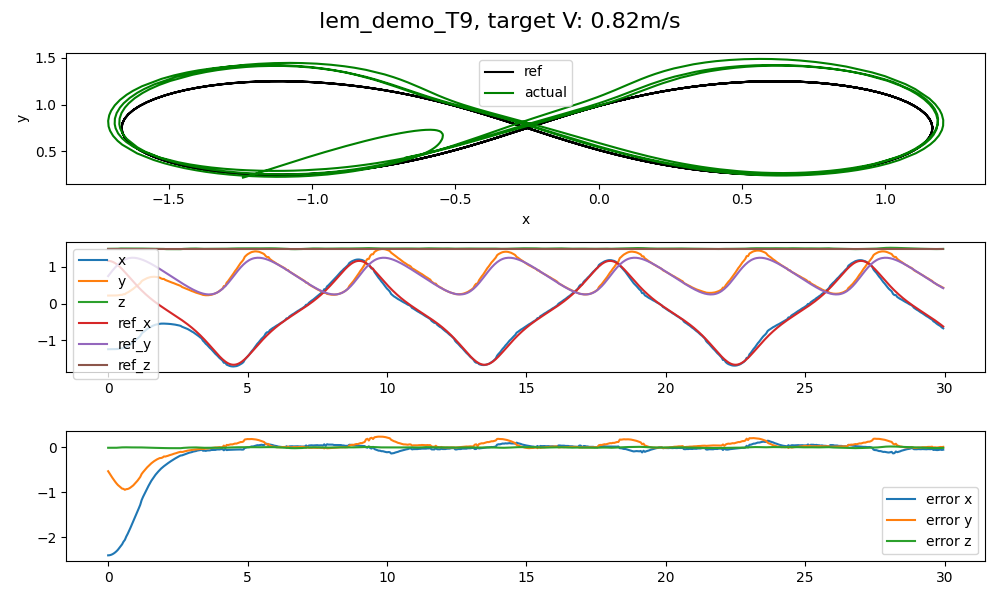 lem_demo_T9, target V: 0.82m/s
1.5
1.0
0.5
y
ref
actual
−1.5 −1.0 −0.5 0.0 0.5 1.0
x
1
0
−1
x
y
z
ref_x
ref_y
ref_z
0 5 10 15 20 25 30
0
−1
−2
error x
error y
error z
0 5 10 15 20 25 30